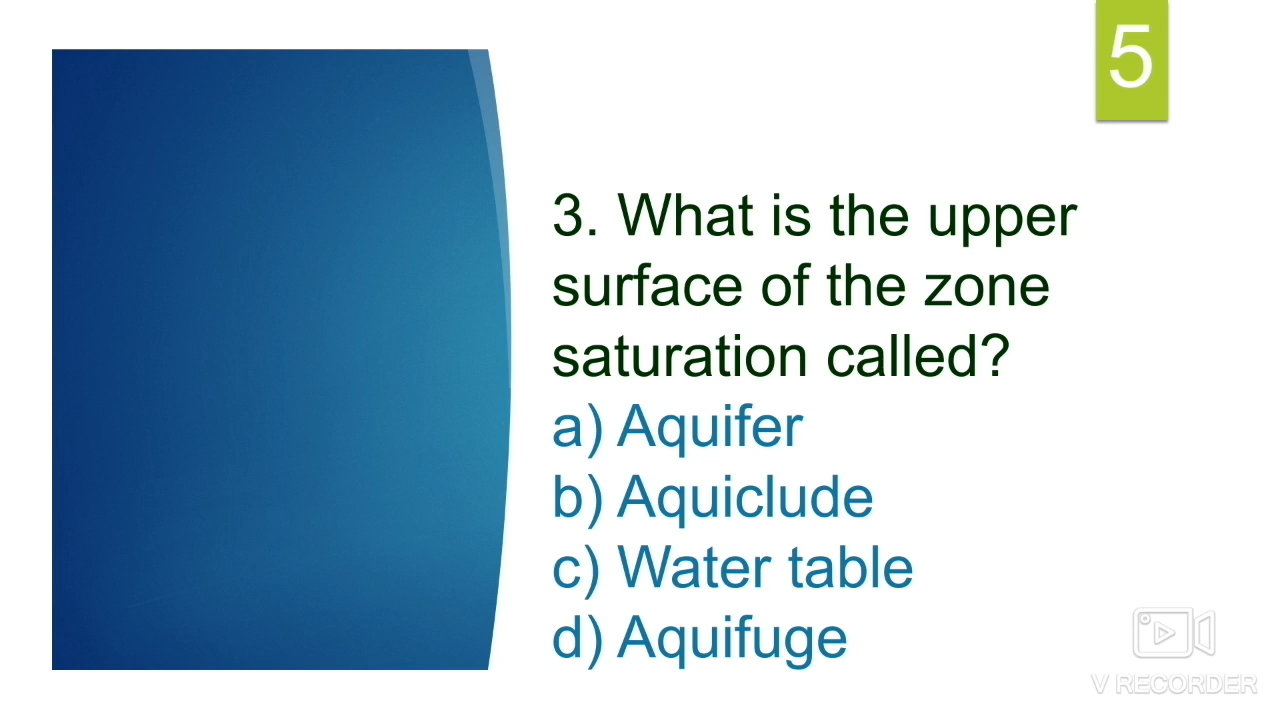 5
3. What is the upper
surface of the zone
saturation called?
a) Aquifer
b) Aquiclude
c) Water table
d) Aquifuge
V RECORDER